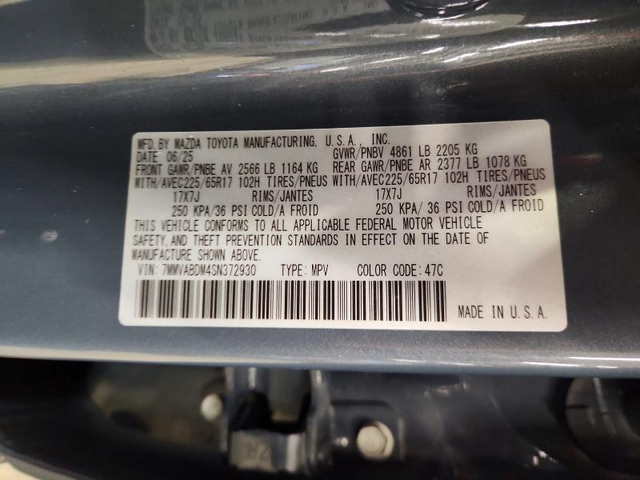 MFD.BY MAZDA TOYOTA MANUFACTURING, U.S.A., INC.
DATE 06/25 GVWR/PNBV 4861 LB 2205 KG
FRONT GAWR/PNBE AV 2566 LB 1164 KG REAR GAWR/PNBE AR 2377 LB 1078 KG
WITH/AVEC225/65R17 102H TIRES/PNEUS WITH/AVEC225/65R17 102H TIRES/PNEUS
17X7J RIMS/JANTES 17X7J RIMS/JANTES
250 KPA/36 PSI COLD/A FROID 250 KPA/ 36 PSI COLD/A FROID
THIS VEHICLE CONFORMS TO ALL APPLICABLE FEDERAL MOTOR VEHICLE
SAFETY, AND THEFT PREVENTION STANDARDS IN EFFECT ON THE DATE OF
MANUFACTURE SHOWN ABOVE.
VIN: 7MMVABDM4SN372930 TYPE: MPV COLOR CODE: 47C
MADE IN U.S.A.